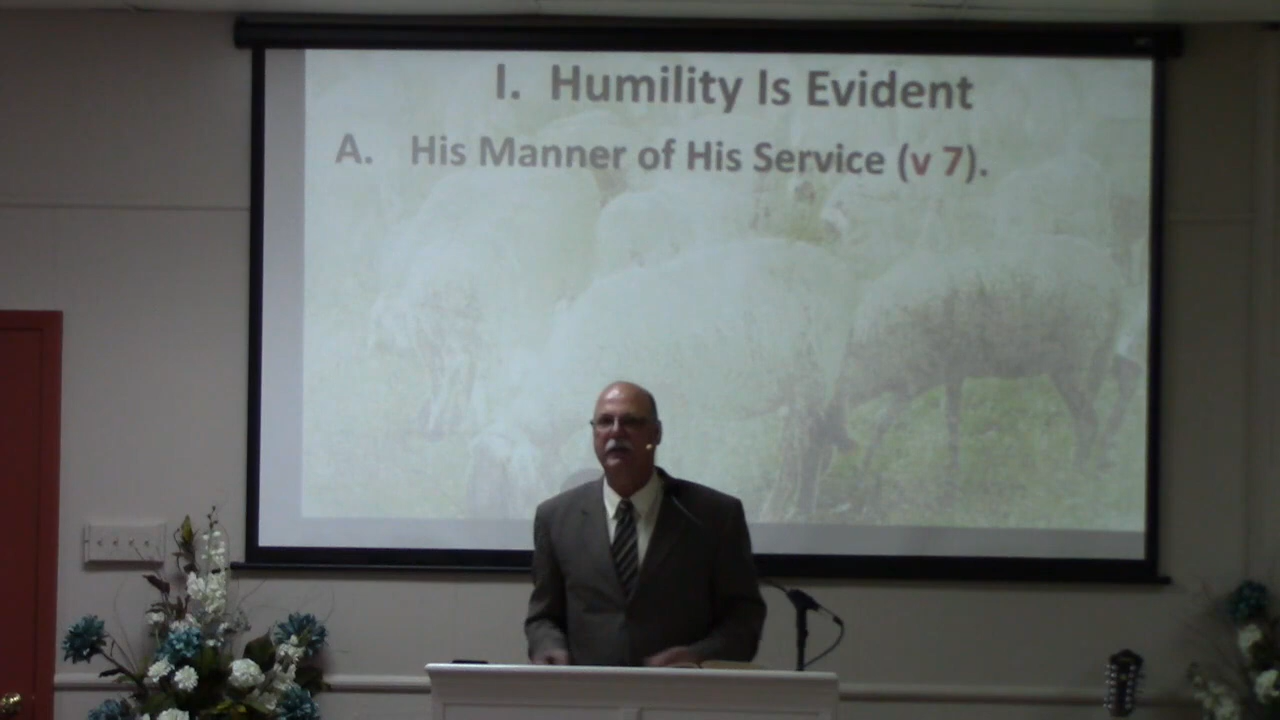 I. Humility Is Evident
A. His Manner of His Service (v 7).